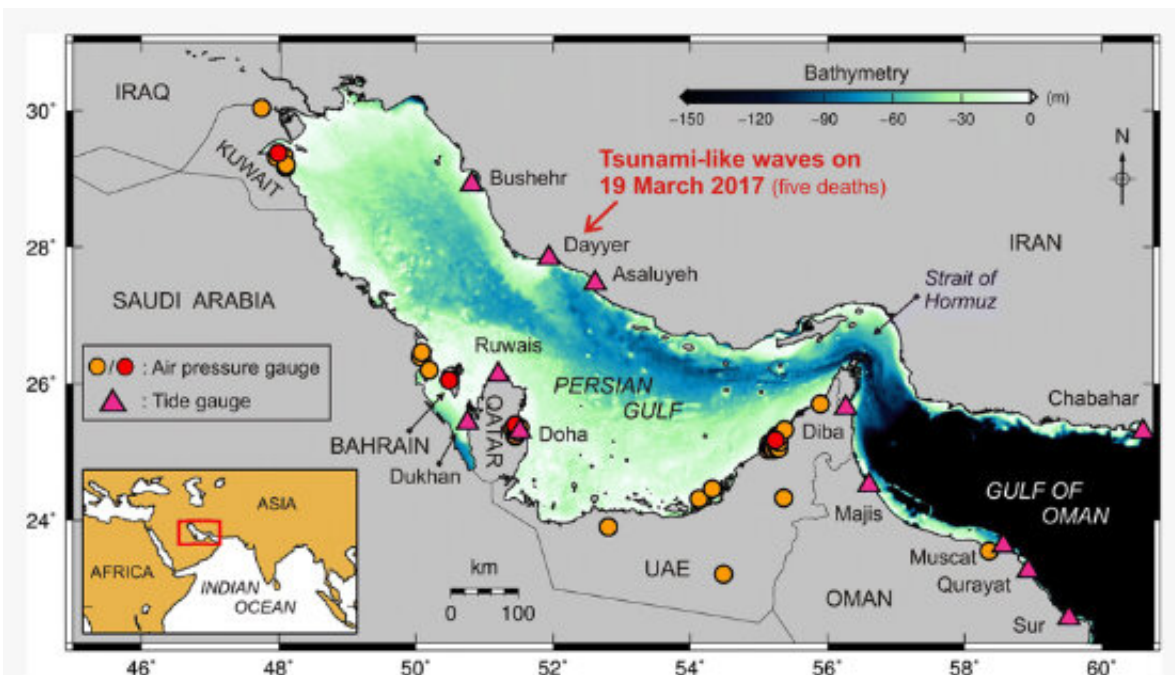 IRAQ
30°
KUWAIT
Bathymetry
(m)
−150 −120 −90 −60 −30 0
N
Tsunami-like waves on
19 March 2017 (five deaths)
Bushehr
28°
Dayyer
Asaluyeh
IRAN
SAUDI ARABIA
Strait of
Hormuz
/ : Air pressure gauge
: Tide gauge
Ruwais
26°
PERSIAN
GULF
QATAR
BAHRAIN
Doha
Dukhan
Diba
Chabahar
24°
Majis
GULF OF
OMAN
Muscat
Qurayat
UAE
OMAN
Sur
km
0 100
ASIA
AFRICA
INDIAN
OCEAN
46° 48° 50° 52° 54° 56° 58° 60°